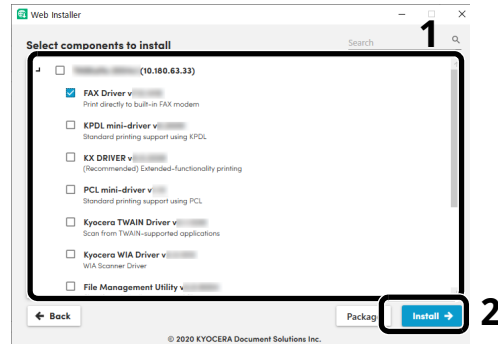 Web Installer
1
Select components to install
Search
(10.180.63.33)
FAX Driver v
Print directly to built-in FAX modem
KPDL mini-driver v
Standard printing support using KPDL
KX DRIVER v
(Recommended) Extended-functionality printing
PCL mini-driver v
Standard printing support using PCL
Kyocera TWAIN Driver v
Scan from TWAIN-supported applications
Kyocera WIA Driver v
WIA Scanner Driver
File Management Utility v
Back
Packag
Install
2
© 2020 KYOCERA Document Solutions Inc.